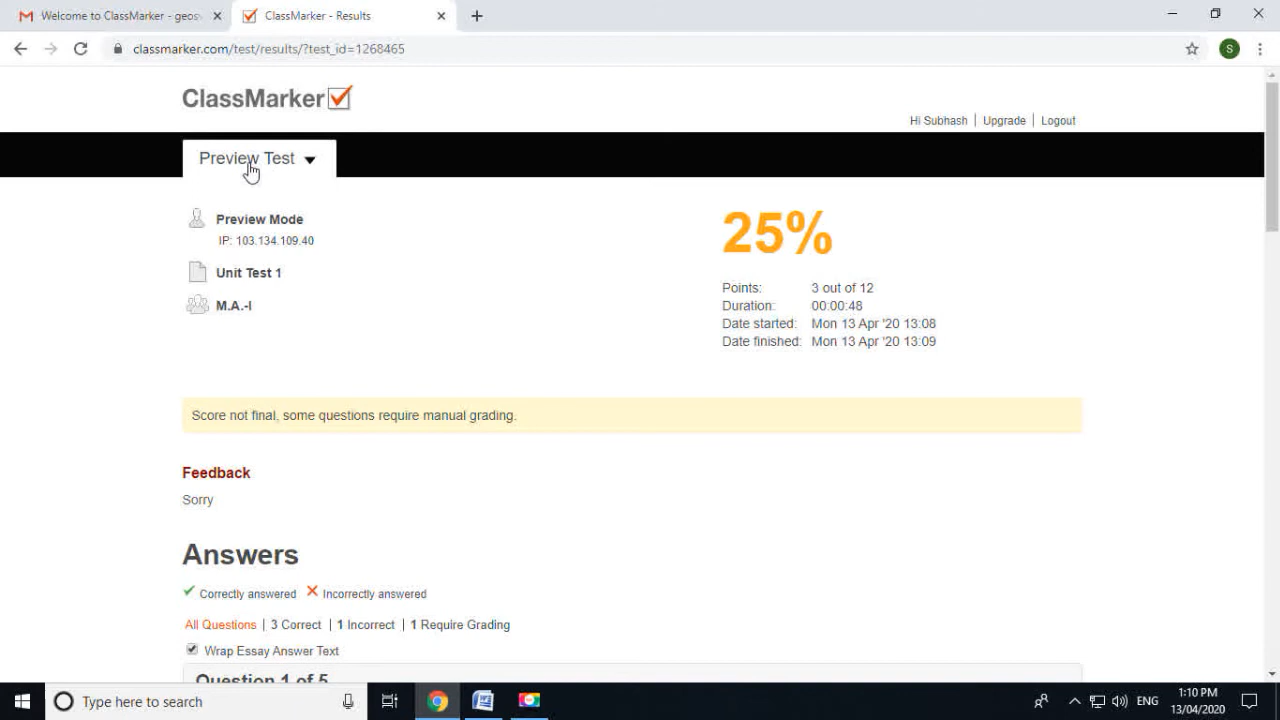 Welcome to ClassMarker - geos
ClassMarker - Results
classmarker.com/test/results/?test_id=1268465
S
ClassMarker
Hi Subhash | Upgrade | Logout
Preview Test
Preview Mode
IP: 103.134.109.40
Unit Test 1
M.A.-I
25%
Points: 3 out of 12
Duration: 00:00:48
Date started: Mon 13 Apr '20 13:08
Date finished: Mon 13 Apr '20 13:09
Score not final, some questions require manual grading.
Feedback
Sorry
Answers
Correctly answered Incorrectly answered
All Questions | 3 Correct | 1 Incorrect | 1 Require Grading
Wrap Essay Answer Text
Question 1 of 5
Type here to search
ENG
1:10 PM
13/04/2020